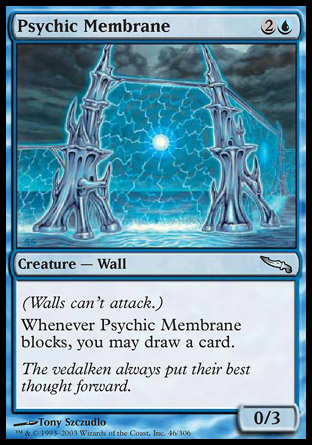 Psychic Membrane 2
Creature — Wall
(Walls can't attack.)
Whenever Psychic Membrane
blocks, you may draw a card.
The vedalken always put their best
thought forward.
Tony Szczudlo
™ & © 1993–2003 Wizards of the Coast, Inc. 46/306
0/3